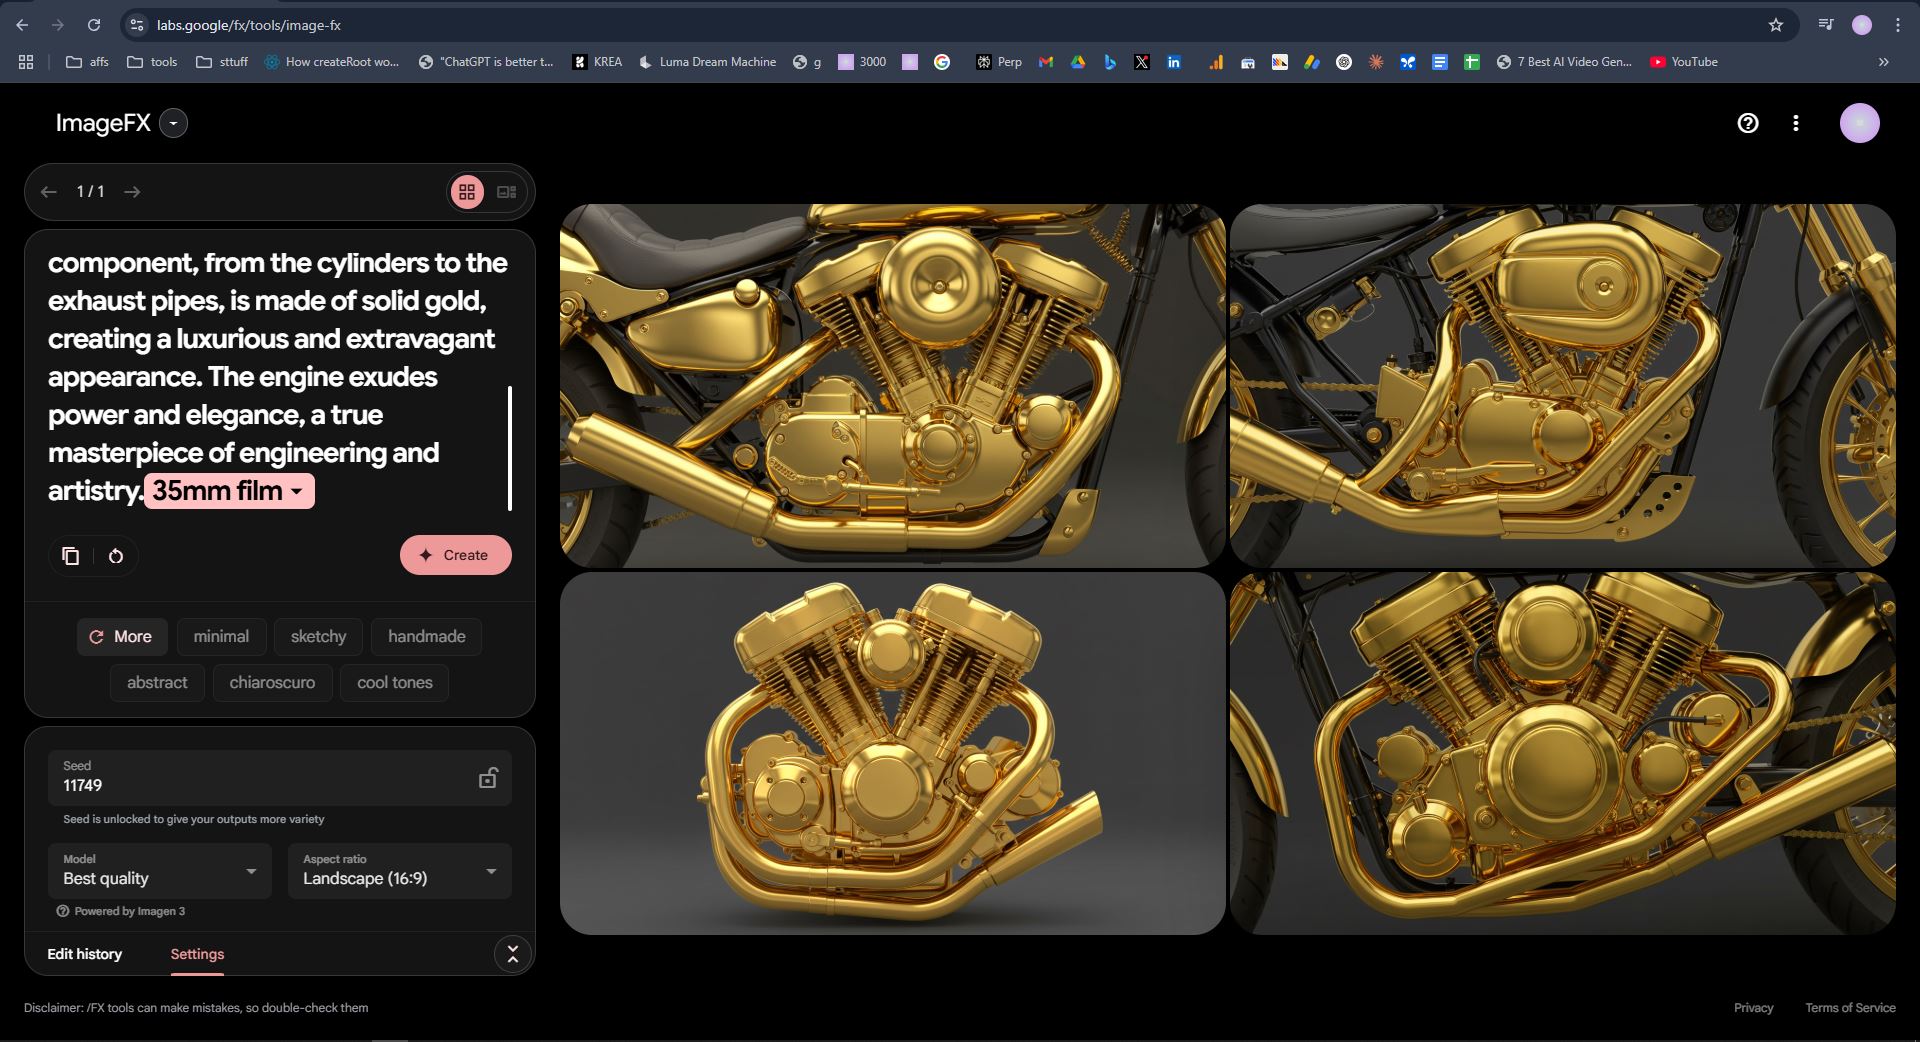 labs.google/fx/tools/image-fx
affs
tools
sttuff
How createRoot wo...
"ChatGPT is better t...
KREA
Luma Dream Machine
g
3000
Perp
7 Best AI Video Gen...
YouTube
ImageFX
1 / 1
component, from the cylinders to the
exhaust pipes, is made of solid gold,
creating a luxurious and extravagant
appearance. The engine exudes
power and elegance, a true
masterpiece of engineering and
artistry. 35mm film
Create
More
minimal
sketchy
handmade
abstract
chiaroscuro
cool tones
Seed
11749
Seed is unlocked to give your outputs more variety
Model
Best quality
Aspect ratio
Landscape (16:9)
Powered by Imagen 3
Edit history
Settings
Disclaimer: /FX tools can make mistakes, so double-check them
Privacy
Terms of Service